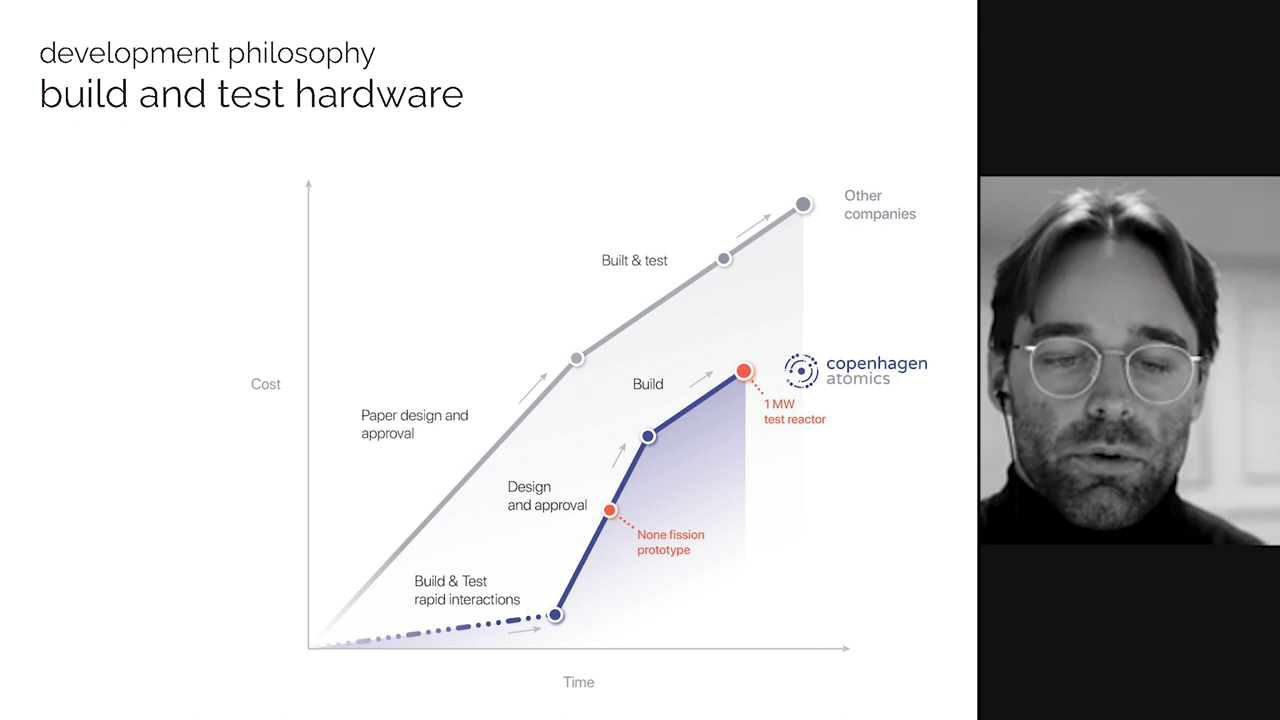 development philosophy
build and test hardware
Other
companies
Built & test
copenhagen
atomics
Build
Cost
1 MW
test reactor
Paper design and
approval
Design
and approval
None fission
prototype
Build & Test
rapid interactions
Time